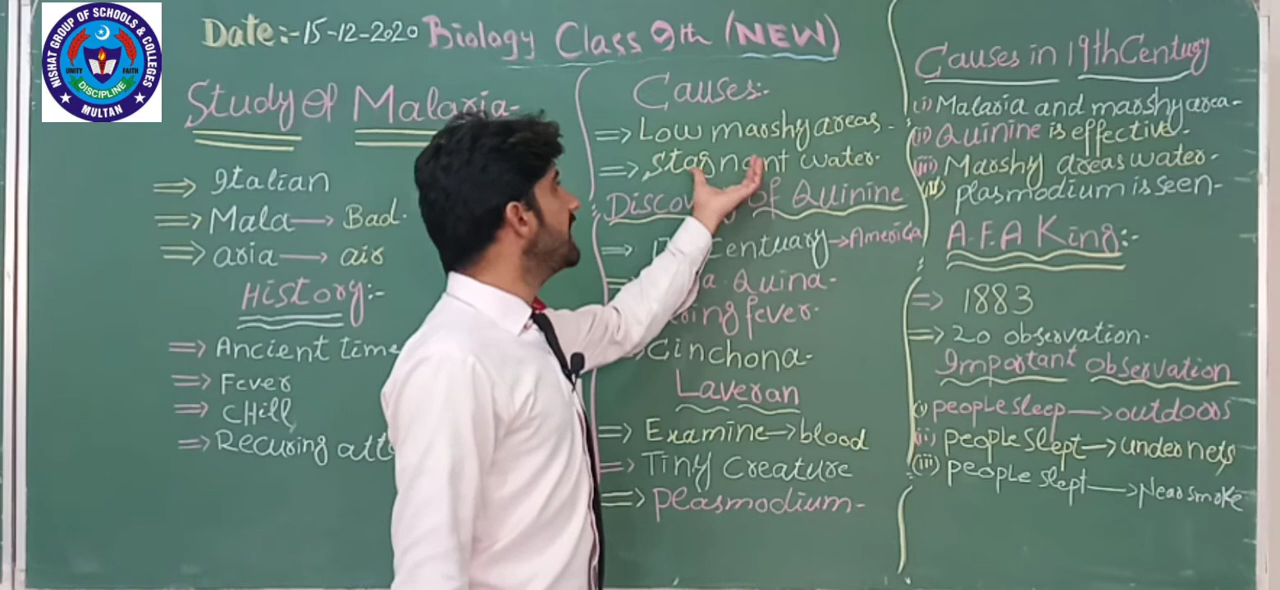 NISHAT GROUP OF SCHOOLS & COLLEGES
UNITY FAITH
DISCIPLINE
MULTAN
Date:-15-12-2020 Biology Class 9th (NEW)
Study of Malaria-
=> Italian
=> Mala → Bad.
=> aria → air
History:-
=> Ancient time
=> Fever
=> CHill
=> Recuring att
Causes:-
=> Low marshy areas.
=> Stagnant water.
Discov of Quinine
=> Centuary → America
Quina.
fever.
Cinchona.
Laveran
=> Examine → blood
=> Tiny Creature
=> Plasmodium-
Causes in 19th Century
(i) Malaria and marshy area-
(ii) Quinine is effective.
(iii) Marshy areas water.
(iv) plasmodium is seen-
A.F.A King:-
=> 1883
=> 20 observation.
Important observation
(i) people sleep → outdoors
(ii) people slept → under nets
(iii) people slept → Near smoke